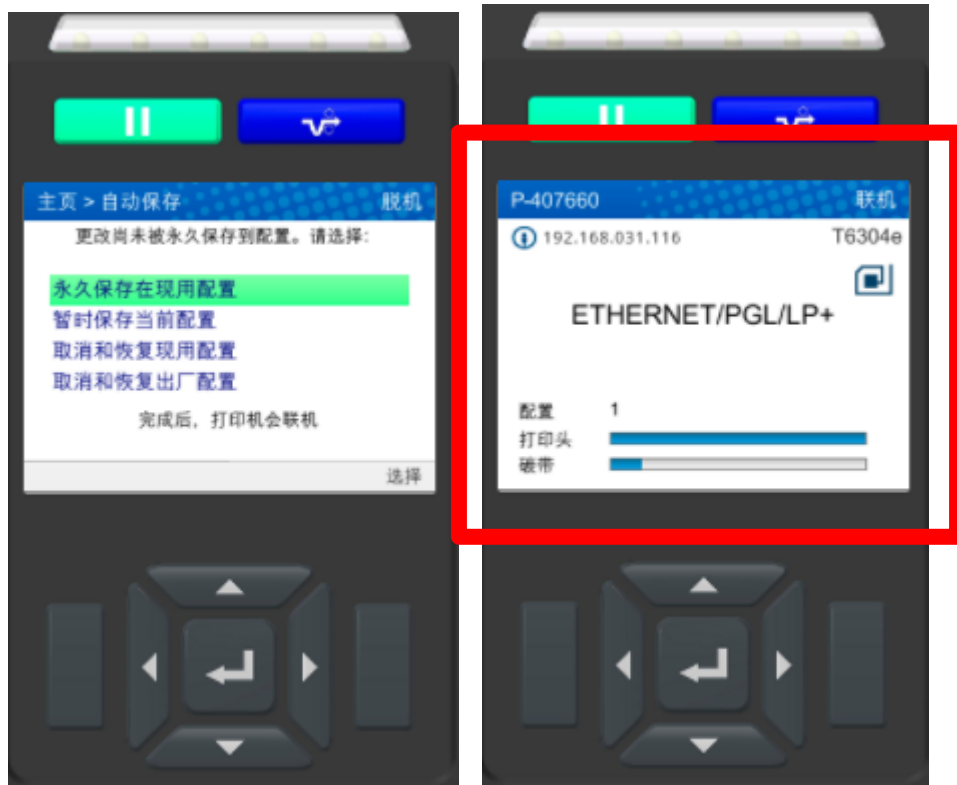 主页 > 自动保存 脱机
更改尚未被永久保存到配置。请选择：
永久保存在现用配置
暂时保存当前配置
取消和恢复现用配置
取消和恢复出厂配置
完成后，打印机会联机
选择
P-407660 联机
192.168.031.116 T6304e
ETHERNET/PGL/LP+
配置 1
打印头
碳带